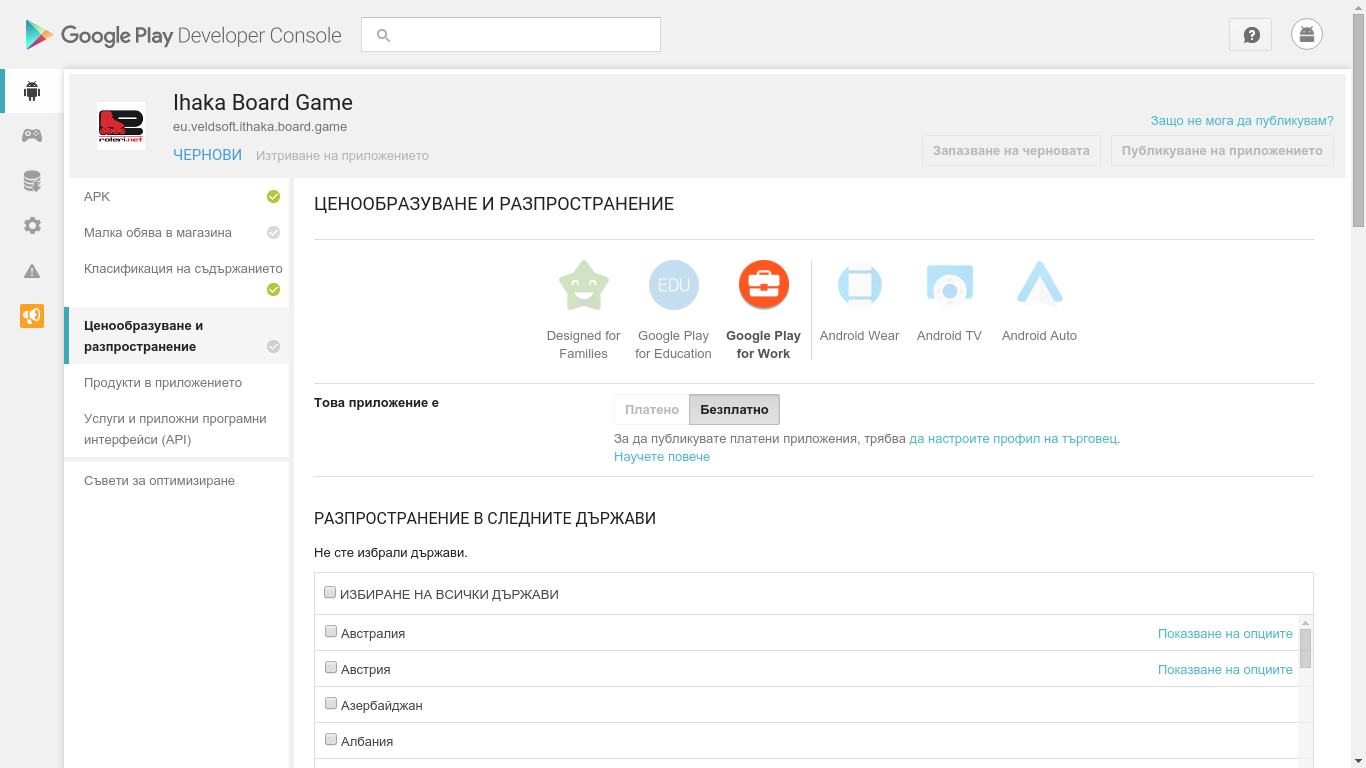 Google Play Developer Console
Ihaka Board Game
eu.veldsoft.ithaka.board.game
ЧЕРНОВИ Изтриване на приложението
Защо не мога да публикувам?
Запазване на черновата Публикуване на приложението
roleri.net
APK
Малка обява в магазина
Класификация на съдържанието
Ценообразуване и
разпространение
Продукти в приложението
Услуги и приложни програмни
интерфейси (API)
Съвети за оптимизиране
ЦЕНООБРАЗУВАНЕ И РАЗПРОСТРАНЕНИЕ
EDU
Designed for
Families
Google Play
for Education
Google Play
for Work
Android Wear
Android TV
Android Auto
Това приложение е
Платено Безплатно
За да публикувате платени приложения, трябва да настроите профил на търговец.
Научете повече
РАЗПРОСТРАНЕНИЕ В СЛЕДНИТЕ ДЪРЖАВИ
Не сте избрали държави.
ИЗБИРАНЕ НА ВСИЧКИ ДЪРЖАВИ
Австралия Показване на опциите
Австрия Показване на опциите
Азербайджан
Албания